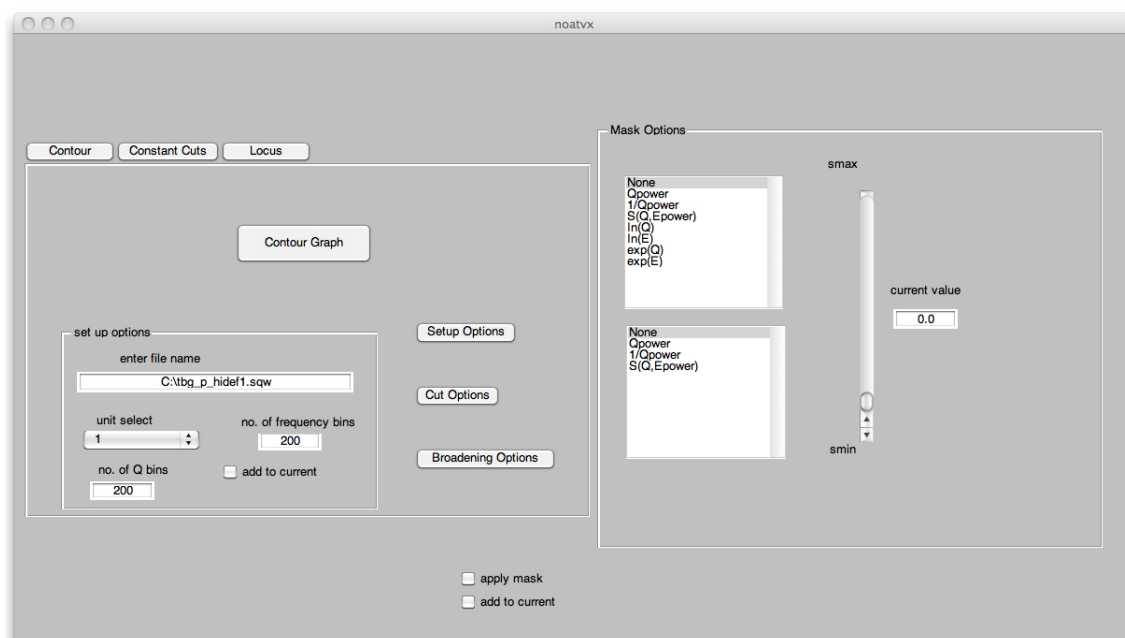 noatvx
Contour
Constant Cuts
Locus
Contour Graph
set up options
enter file name
C:\tbg_p_hidef1.sqw
unit select
1
no. of frequency bins
200
no. of Q bins
200
add to current
Setup Options
Cut Options
Broadening Options
Mask Options
None
Qpower
1/Qpower
S(Q,Epower)
ln(Q)
ln(E)
exp(Q)
exp(E)
None
Qpower
1/Qpower
S(Q,Epower)
smax
smin
current value
0.0
apply mask
add to current